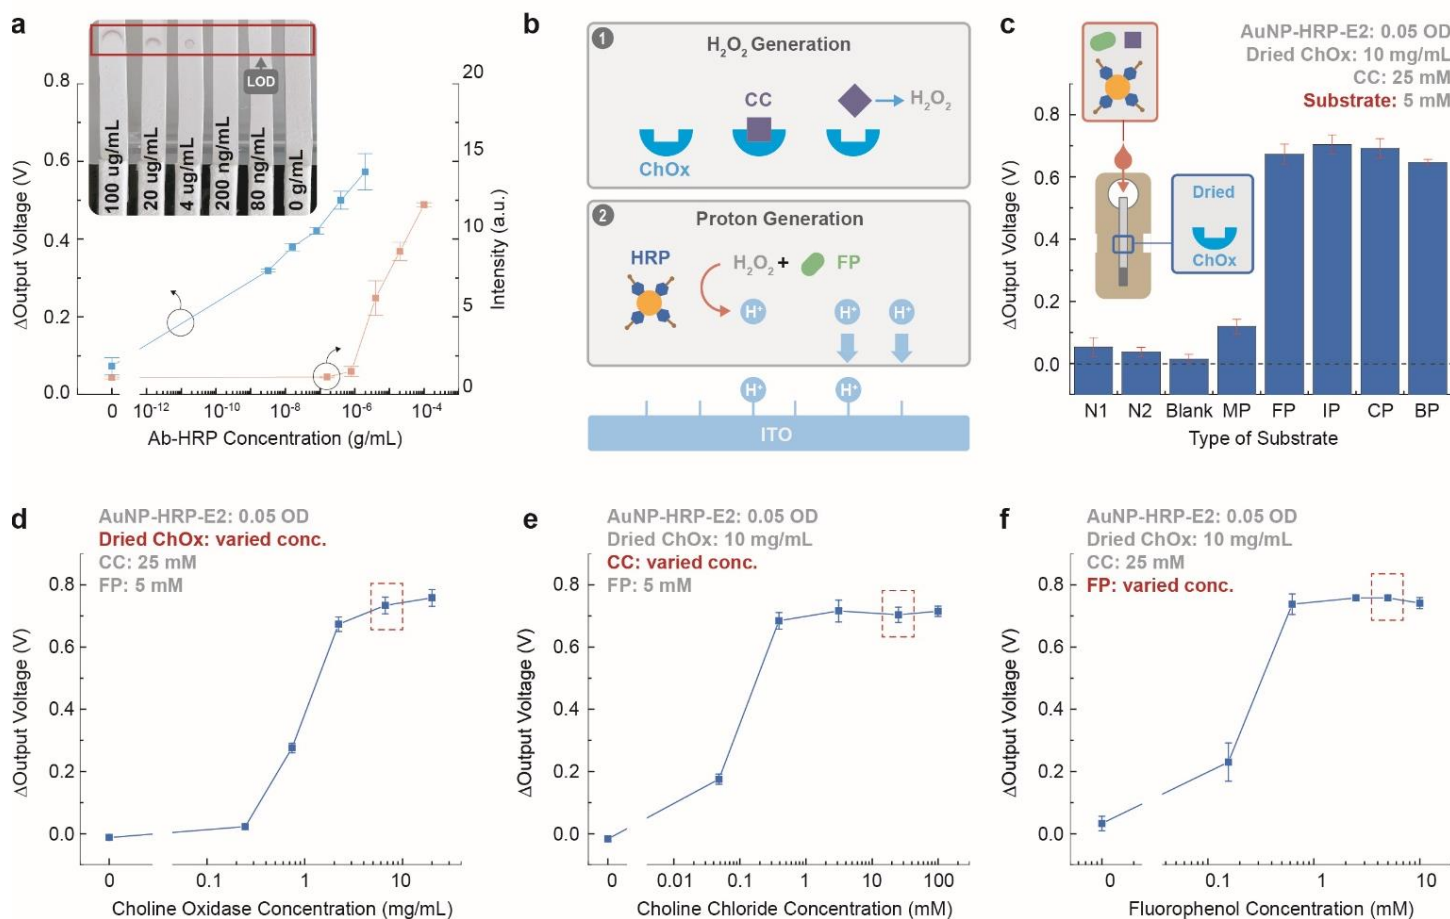 a
LOD
100 ug/mL
20 ug/mL
4 ug/mL
200 ng/mL
80 ng/mL
0 g/mL
ΔOutput Voltage (V)
0.8
0.6
0.4
0.2
0.0
20
15
10
5
0
Intensity (a.u.)
0 10⁻¹² 10⁻¹⁰ 10⁻⁸ 10⁻⁶ 10⁻⁴
Ab-HRP Concentration (g/mL)
b
1
H₂O₂ Generation
CC
H₂O₂
ChOx
2
Proton Generation
HRP
H₂O₂ + FP
H⁺ H⁺ H⁺
H⁺ H⁺
ITO
c
AuNP-HRP-E2: 0.05 OD
Dried ChOx: 10 mg/mL
CC: 25 mM
Substrate: 5 mM
Dried
ChOx
ΔOutput Voltage (V)
0.8
0.6
0.4
0.2
0.0
N1 N2 Blank MP FP IP CP BP
Type of Substrate
d
AuNP-HRP-E2: 0.05 OD
Dried ChOx: varied conc.
CC: 25 mM
FP: 5 mM
ΔOutput Voltage (V)
0.8
0.6
0.4
0.2
0.0
0 0.1 1 10
Choline Oxidase Concentration (mg/mL)
e
AuNP-HRP-E2: 0.05 OD
Dried ChOx: 10 mg/mL
CC: varied conc.
FP: 5 mM
ΔOutput Voltage (V)
0.8
0.6
0.4
0.2
0.0
0 0.01 0.1 1 10 100
Choline Chloride Concentration (mM)
f
AuNP-HRP-E2: 0.05 OD
Dried ChOx: 10 mg/mL
CC: 25 mM
FP: varied conc.
ΔOutput Voltage (V)
0.8
0.6
0.4
0.2
0.0
0 0.1 1 10
Fluorophenol Concentration (mM)